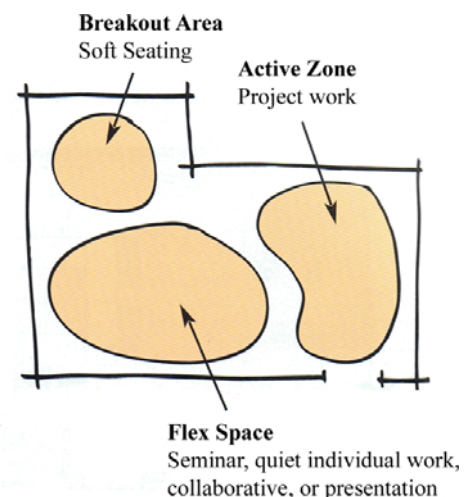 Breakout Area
Soft Seating
Active Zone
Project work
Flex Space
Seminar, quiet individual work,
collaborative, or presentation